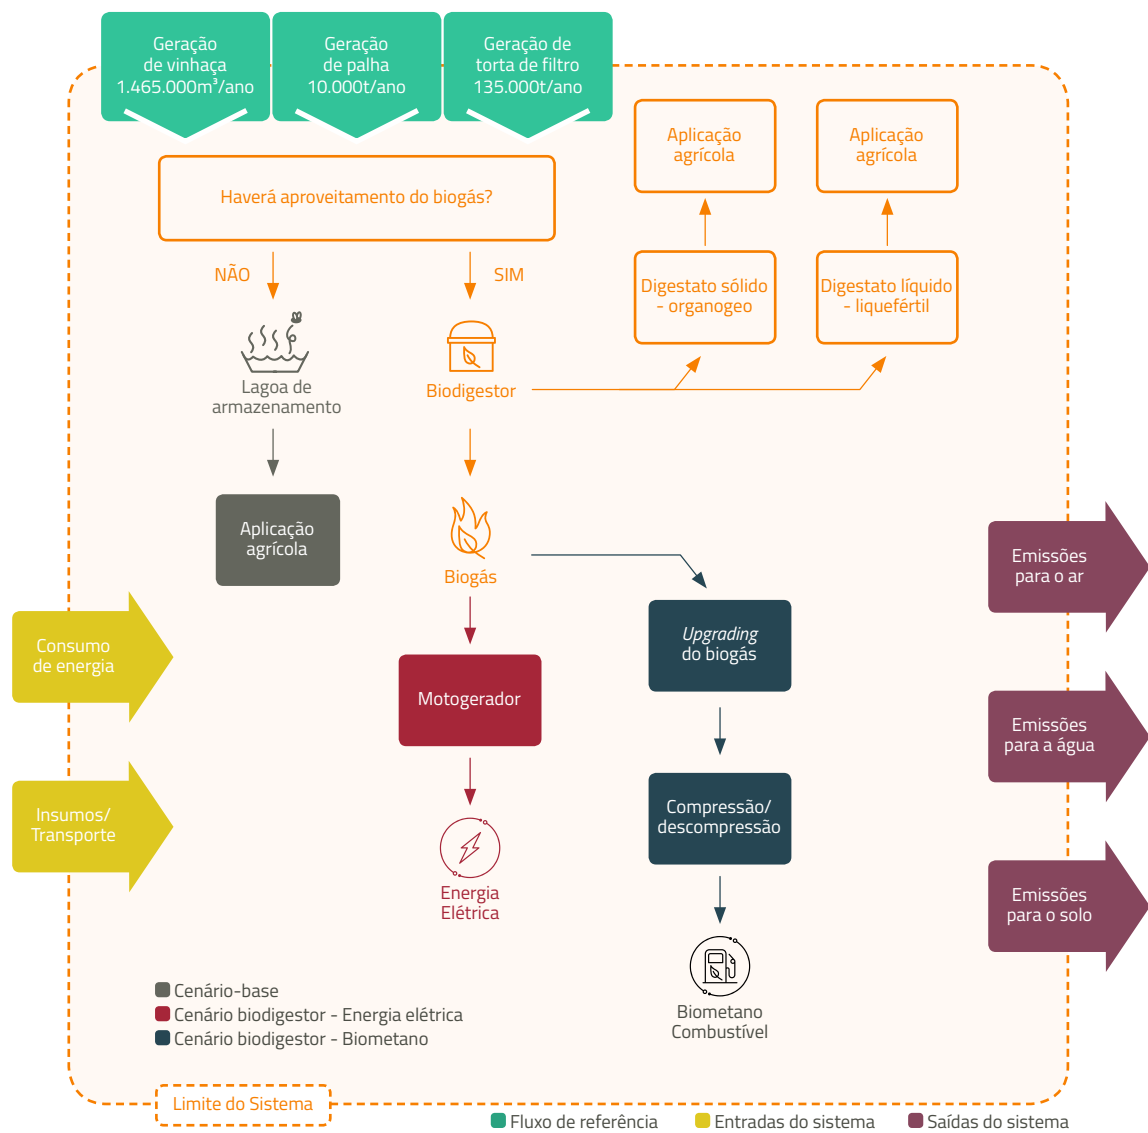 Geração
de vinhaça
1.465.000m³/ano
Geração
de palha
10.000t/ano
Geração de
torta de filtro
135.000t/ano
Haverá aproveitamento do biogás?
Aplicação
agrícola
Aplicação
agrícola
NÃO
SIM
Digestato sólido
- organogeo
Digestato líquido
- liquefértil
Lagoa de
armazenamento
Biodigestor
Aplicação
agrícola
Biogás
Emissões
para o ar
Consumo
de energia
Upgrading
do biogás
Motogerador
Emissões
para a água
Insumos/
Transporte
Compressão/
descompressão
Energia
Elétrica
Emissões
para o solo
Biometano
Combustível
Cenário-base
Cenário biodigestor - Energia elétrica
Cenário biodigestor - Biometano
Limite do Sistema
Fluxo de referência
Entradas do sistema
Saídas do sistema